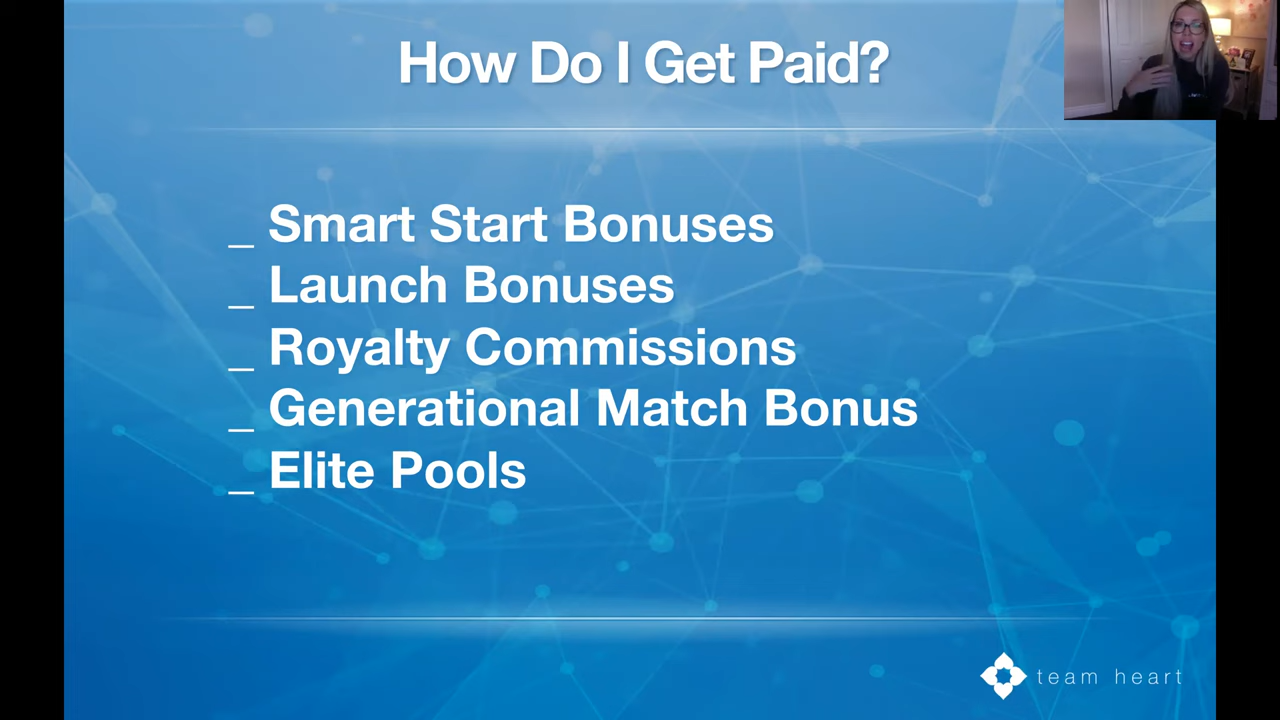 How Do I Get Paid?
_ Smart Start Bonuses
_ Launch Bonuses
_ Royalty Commissions
_ Generational Match Bonus
_ Elite Pools
team heart